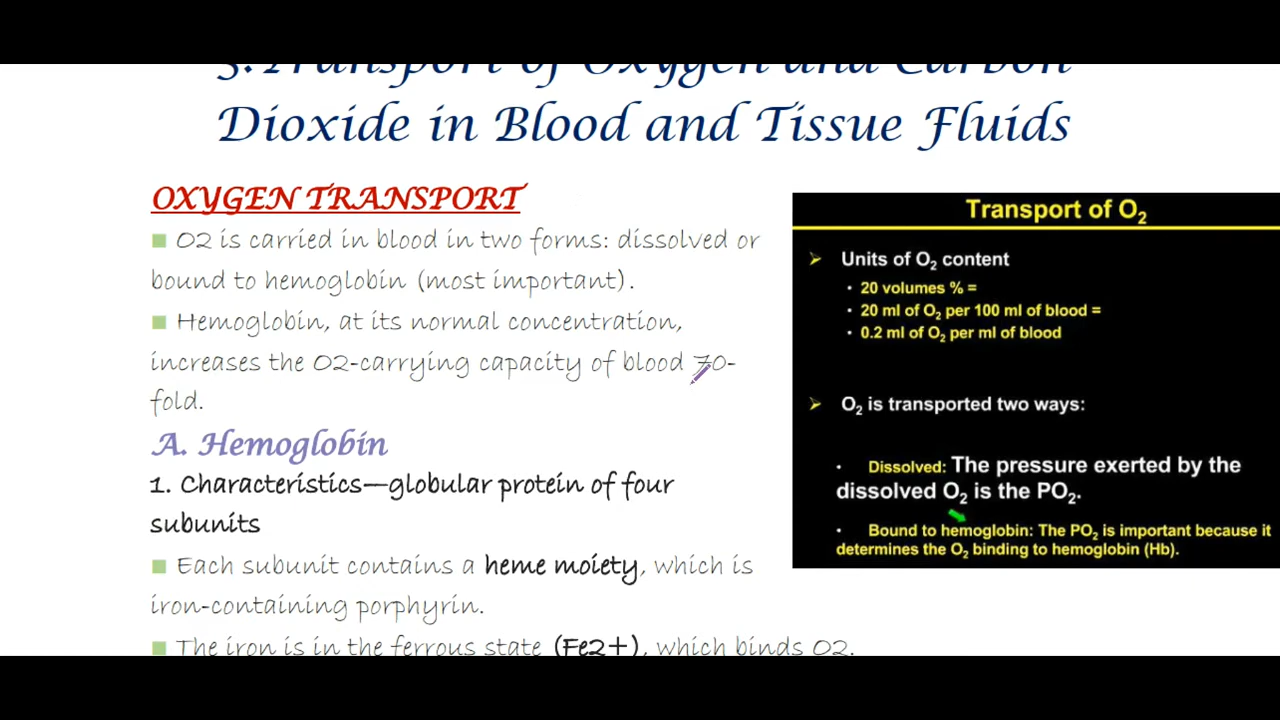 3. Transport of Oxygen and Carbon
Dioxide in Blood and Tissue Fluids
OXYGEN TRANSPORT
■ O2 is carried in blood in two forms: dissolved or
bound to hemoglobin (most important).
■ Hemoglobin, at its normal concentration,
increases the O2-carrying capacity of blood 70-
fold.
A. Hemoglobin
1. Characteristics—globular protein of four
subunits
■ Each subunit contains a heme moiety, which is
iron-containing porphyrin.
■ The iron is in the ferrous state (Fe2+), which binds O2.
Transport of O₂
➢ Units of O₂ content
• 20 volumes % =
• 20 ml of O₂ per 100 ml of blood =
• 0.2 ml of O₂ per ml of blood
➢ O₂ is transported two ways:
• Dissolved: The pressure exerted by the
dissolved O₂ is the PO₂.
• Bound to hemoglobin: The PO₂ is important because it
determines the O₂ binding to hemoglobin (Hb).